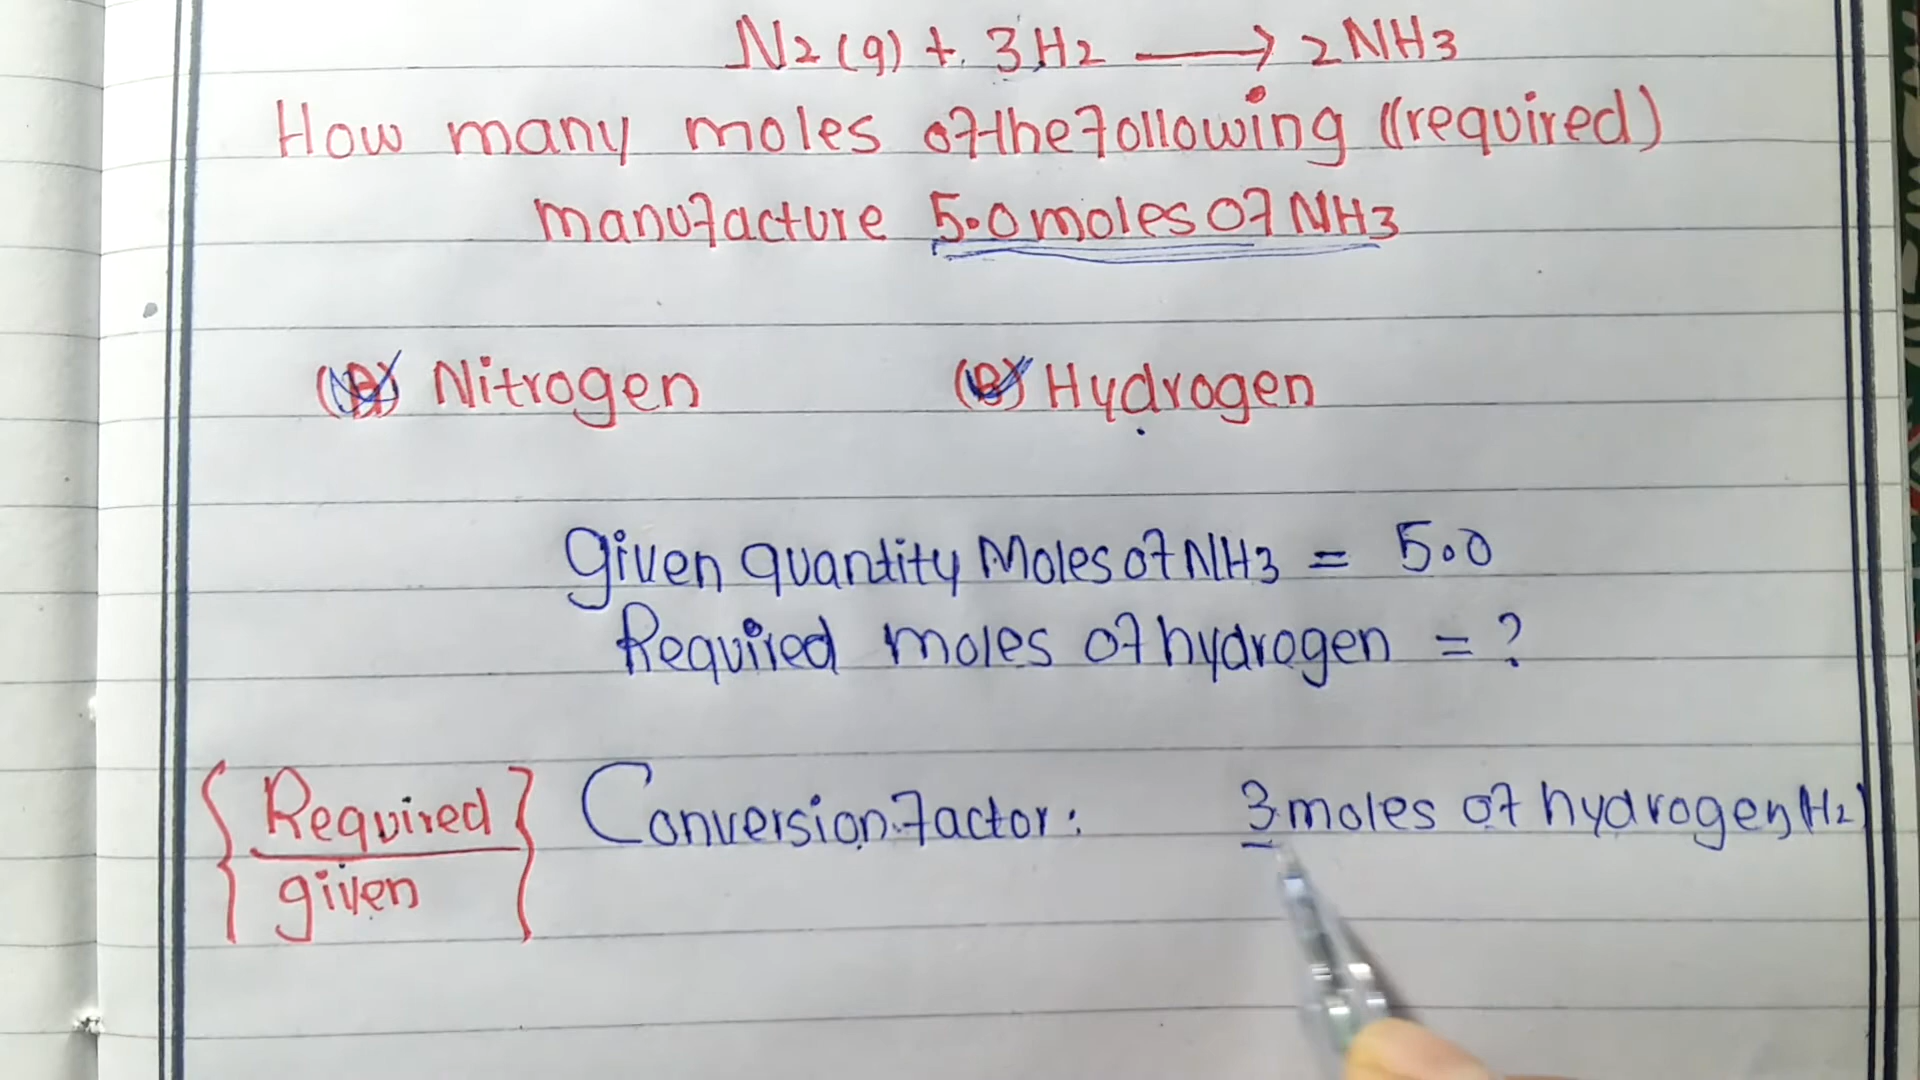 N2(g) + 3H2 ⟶ 2NH3
How many moles of the following ((required)
manufacture 5.0 moles of NH3
(A) Nitrogen (B) Hydrogen
Given quantity Moles of NH3 = 5.0
Required moles of hydrogen = ?
{Required/given} Conversion factor: 3 moles of hydrogen(H2)